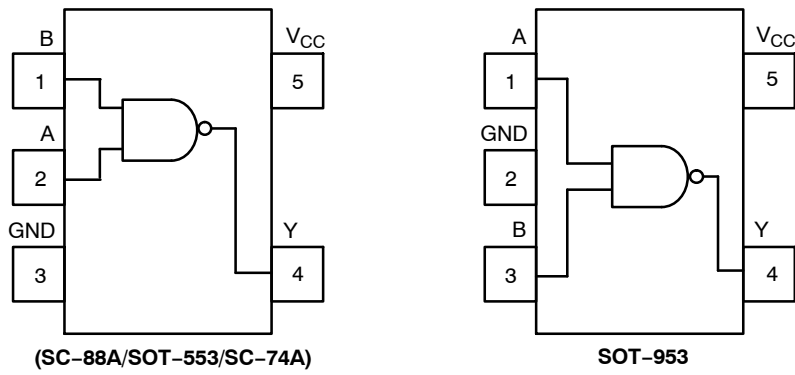 B
VCC
1
5
A
2
GND
Y
3
4
(SC−88A/SOT−553/SC−74A)
A
VCC
1
5
GND
2
B
Y
3
4
SOT−953